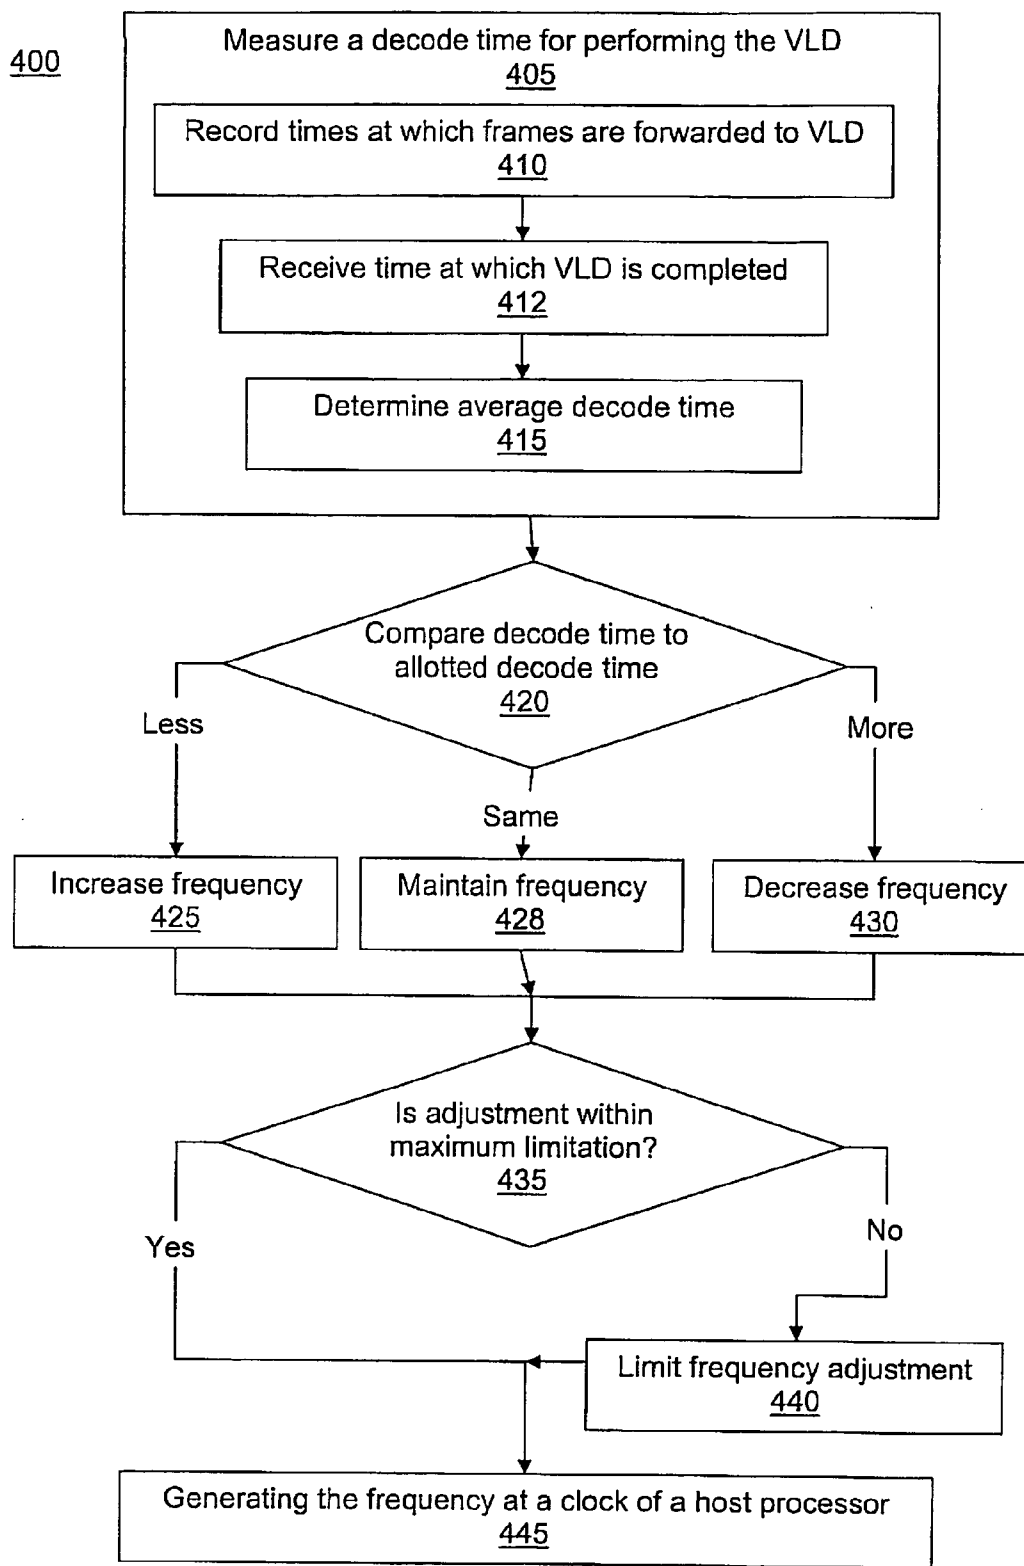 400
Measure a decode time for performing the VLD
405
Record times at which frames are forwarded to VLD
410
Receive time at which VLD is completed
412
Determine average decode time
415
Compare decode time to
allotted decode time
420
Less
Same
More
Increase frequency
425
Maintain frequency
428
Decrease frequency
430
Is adjustment within
maximum limitation?
435
Yes
No
Limit frequency adjustment
440
Generating the frequency at a clock of a host processor
445